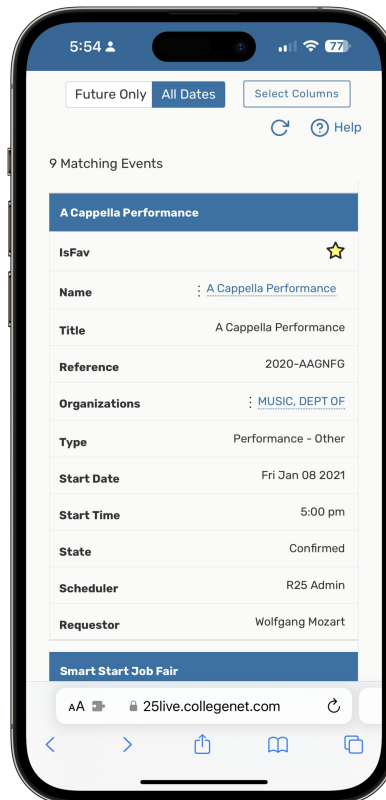 5:54
77
Future Only All Dates Select Columns
Help
9 Matching Events
A Cappella Performance
IsFav
Name A Cappella Performance
Title A Cappella Performance
Reference 2020-AAGNFG
Organizations MUSIC, DEPT OF
Type Performance - Other
Start Date Fri Jan 08 2021
Start Time 5:00 pm
State Confirmed
Scheduler R25 Admin
Requestor Wolfgang Mozart
Smart Start Job Fair
AA 25live.collegenet.com